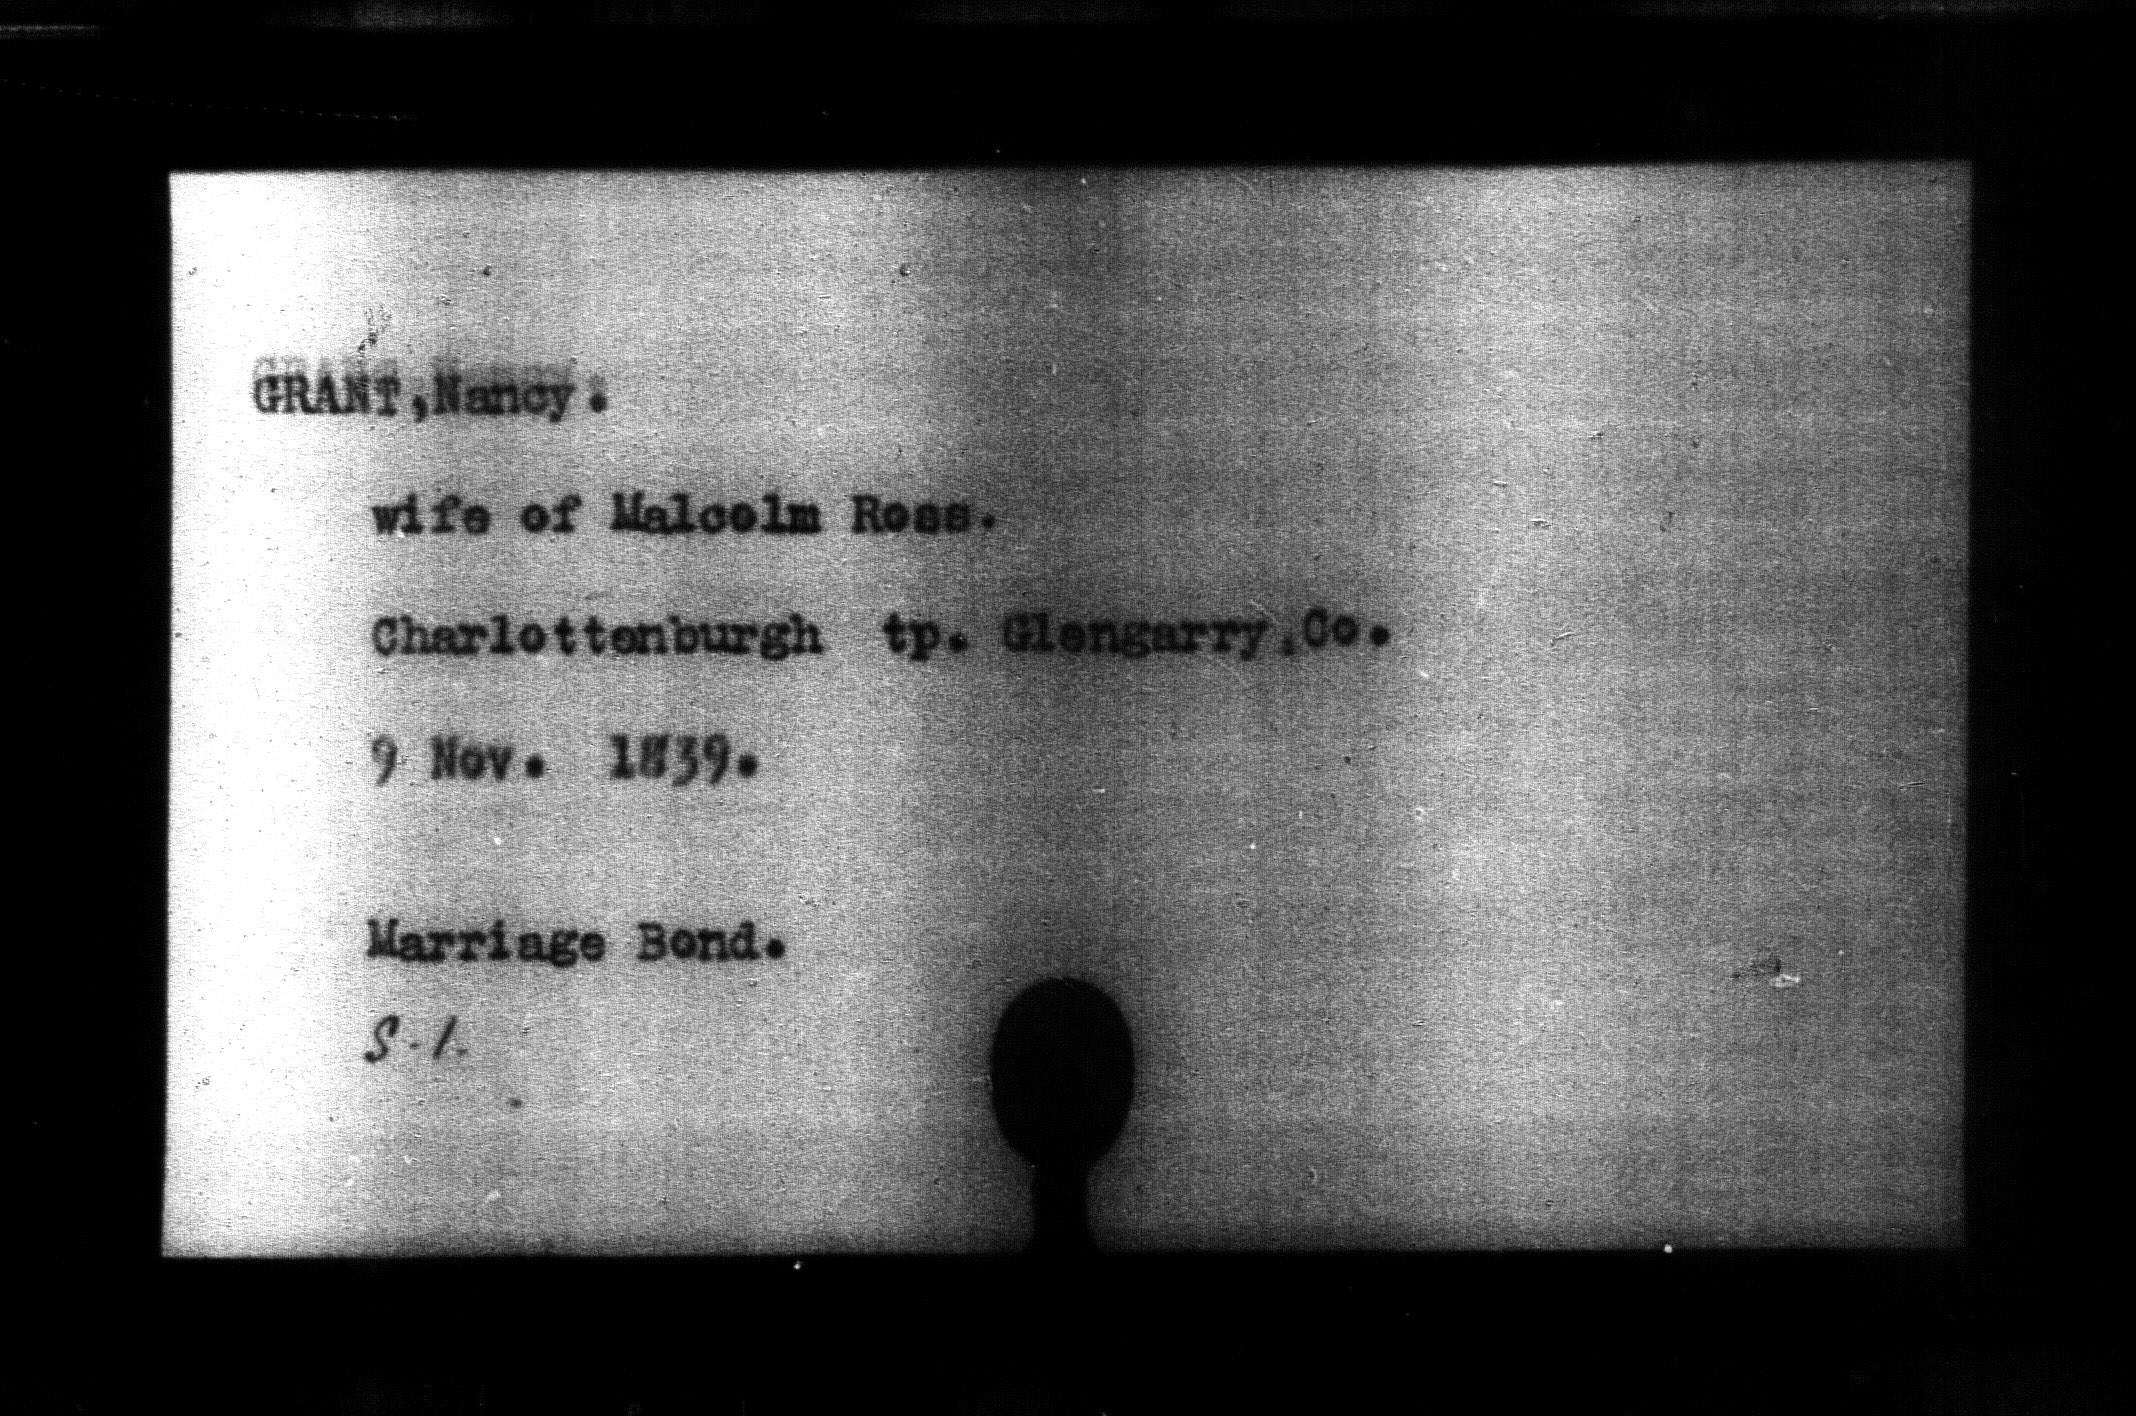 GRANT,Nancy.
wife of Malcolm Ross.
Charlottenburgh tp. Glengarry.Co.
9 Nov. 1839.
Marriage Bond.
S-1.